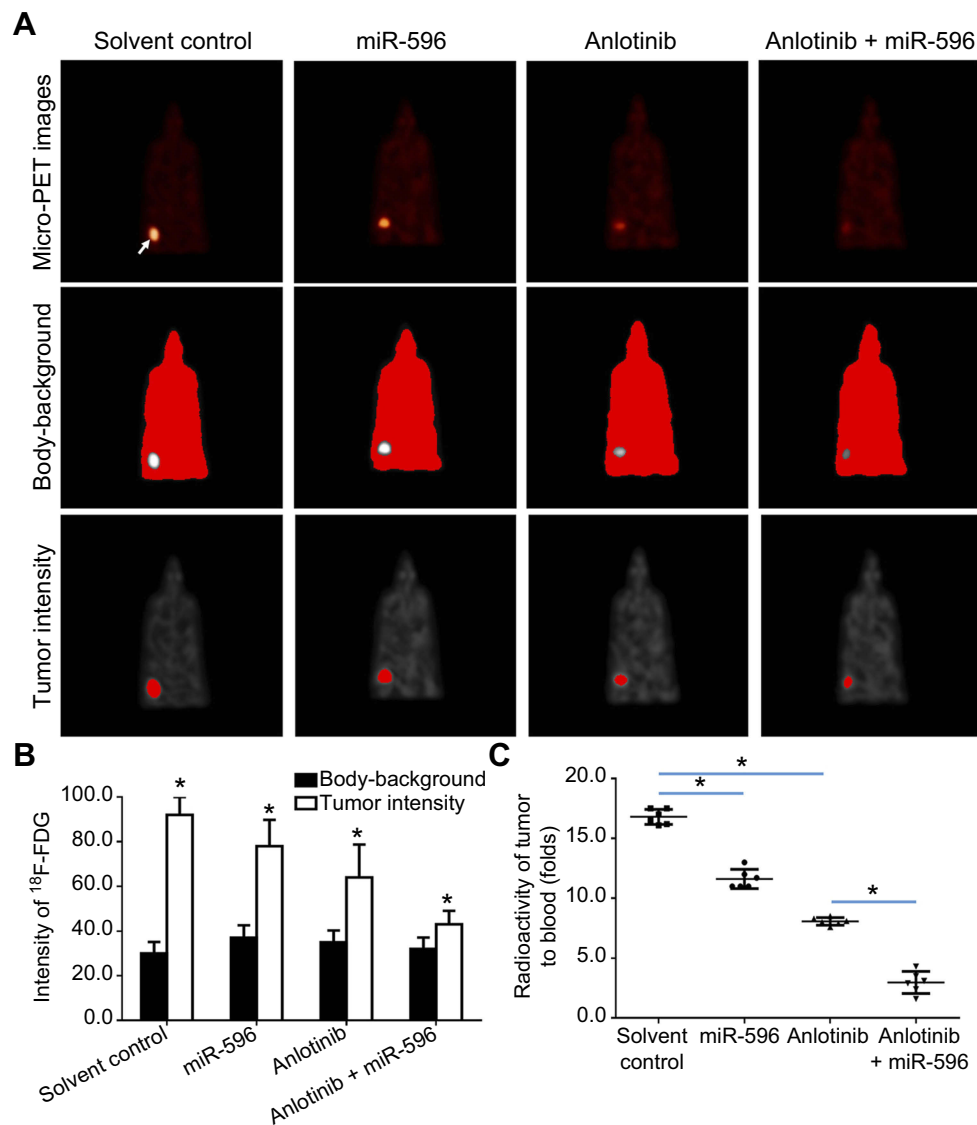 A
Solvent control
miR-596
Anlotinib
Anlotinib + miR-596
Micro-PET images
Body-background
Tumor intensity
B
Body-background
Tumor intensity
Intensity of ¹⁸F-FDG
100.0
80.0
60.0
40.0
20.0
0.0
*
*
*
*
Solvent control
miR-596
Anlotinib
Anlotinib + miR-596
C
Radioactivity of tumor
to blood (folds)
20.0
15.0
10.0
5.0
0.0
*
*
*
Solvent
control
miR-596
Anlotinib
Anlotinib
+ miR-596